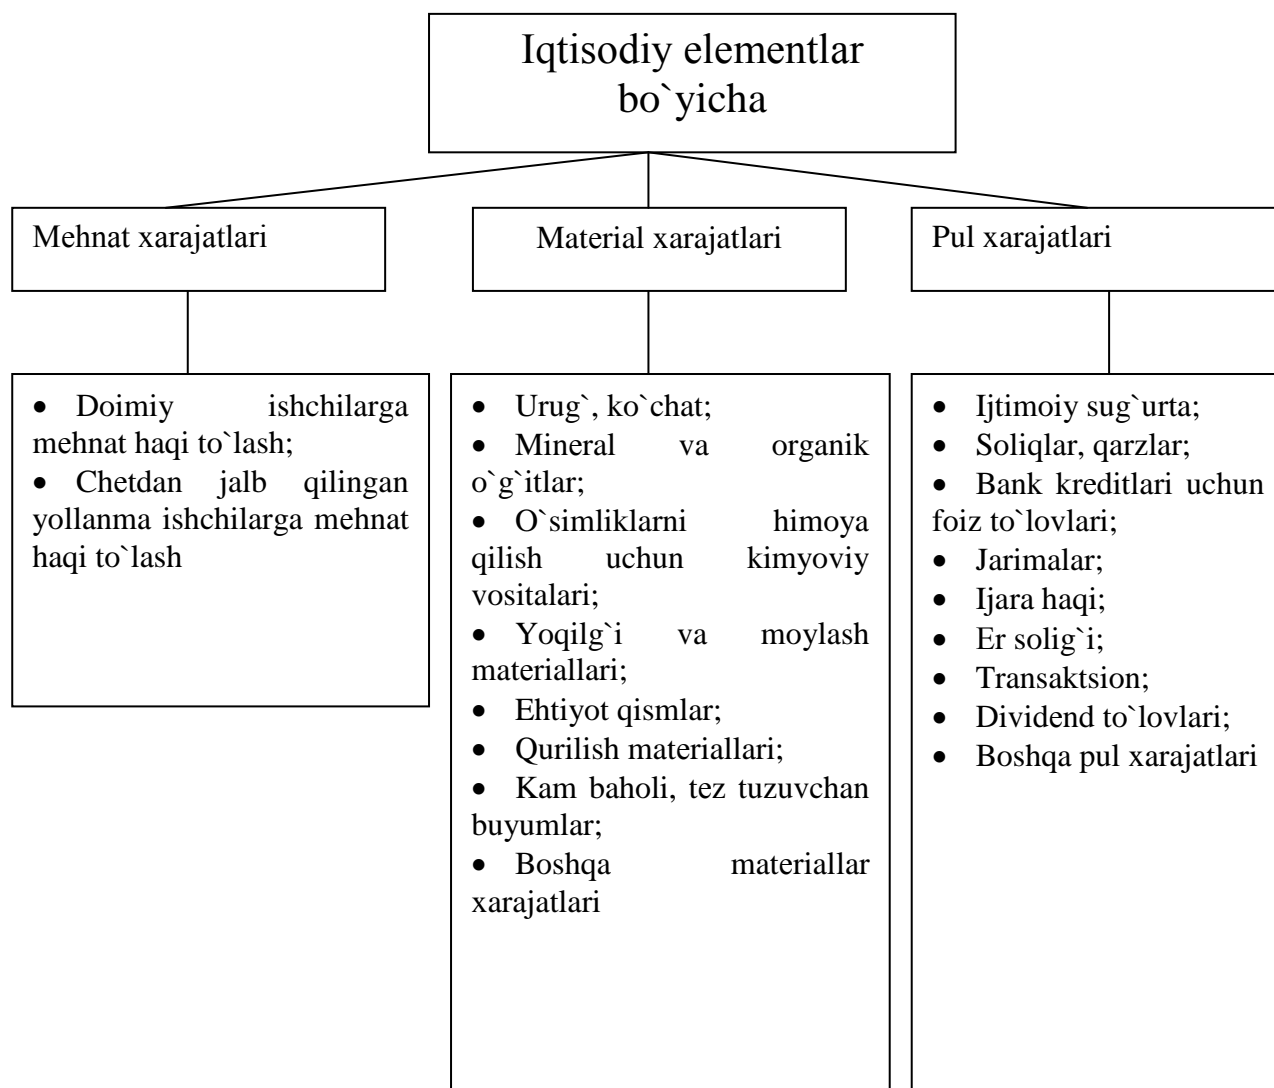 Iqtisodiy elementlar
bo`yicha
Mehnat xarajatlari
Material xarajatlari
Pul xarajatlari
• Doimiy ishchilarga
mehnat haqi to`lash;
• Chetdan jalb qilingan
yollanma ishchilarga mehnat
haqi to`lash
• Urug`, ko`chat;
• Mineral va organik
o`g`itlar;
• O`simliklarni himoya
qilish uchun kimyoviy
vositalari;
• Yoqilg`i va moylash
materiallari;
• Ehtiyot qismlar;
• Qurilish materiallari;
• Kam baholi, tez tuzuvchan
buyumlar;
• Boshqa materiallar
xarajatlari
• Ijtimoiy sug`urta;
• Soliqlar, qarzlar;
• Bank kreditlari uchun
foiz to`lovlari;
• Jarimalar;
• Ijara haqi;
• Er solig`i;
• Transaktsion;
• Dividend to`lovlari;
• Boshqa pul xarajatlari